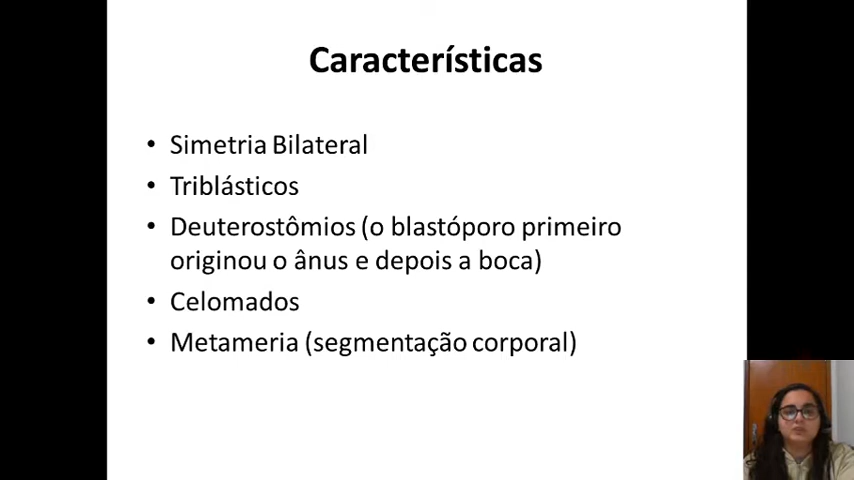 Características
• Simetria Bilateral
• Triblásticos
• Deuterostômios (o blastóporo primeiro
originou o ânus e depois a boca)
• Celomados
• Metameria (segmentação corporal)